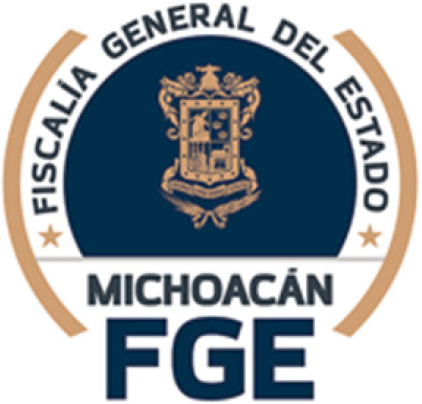 FISCALÍA GENERAL DEL ESTADO
MICHOACÁN
FGE